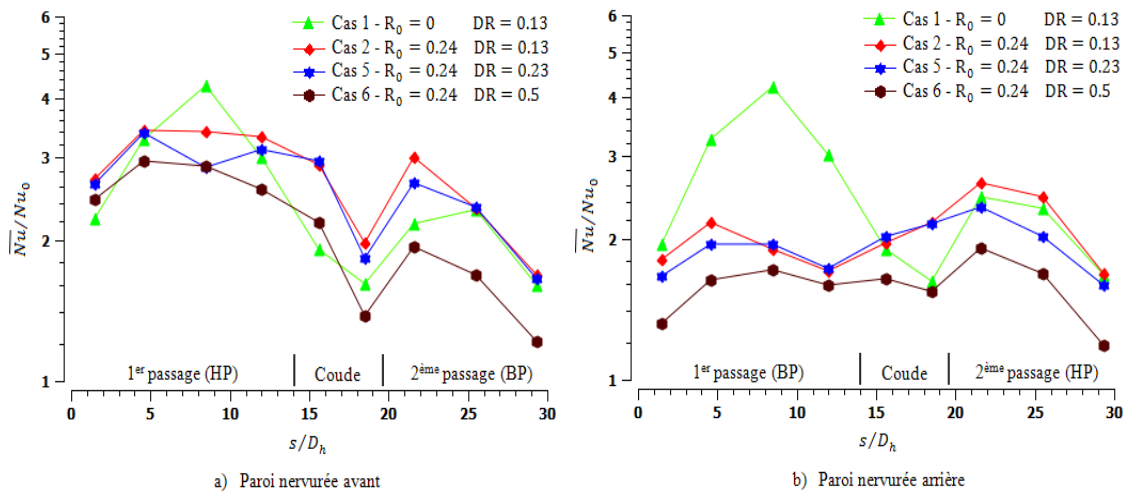 Cas 1 - R₀ = 0 DR = 0.13
Cas 2 - R₀ = 0.24 DR = 0.13
Cas 5 - R₀ = 0.24 DR = 0.23
Cas 6 - R₀ = 0.24 DR = 0.5
6
5
4
3
2
1
N̅u̅/Nu₀
1ᵉʳ passage (HP)
Coude
2ᵉᵐᵉ passage (BP)
0 5 10 15 20 25 30
s/Dₕ
a) Paroi nervurée avant
Cas 1 - R₀ = 0 DR = 0.13
Cas 2 - R₀ = 0.24 DR = 0.13
Cas 5 - R₀ = 0.24 DR = 0.23
Cas 6 - R₀ = 0.24 DR = 0.5
6
5
4
3
2
1
N̅u̅/Nu₀
1ᵉʳ passage (BP)
Coude
2ᵉᵐᵉ passage (HP)
0 5 10 15 20 25 30
s/Dₕ
b) Paroi nervurée arrière